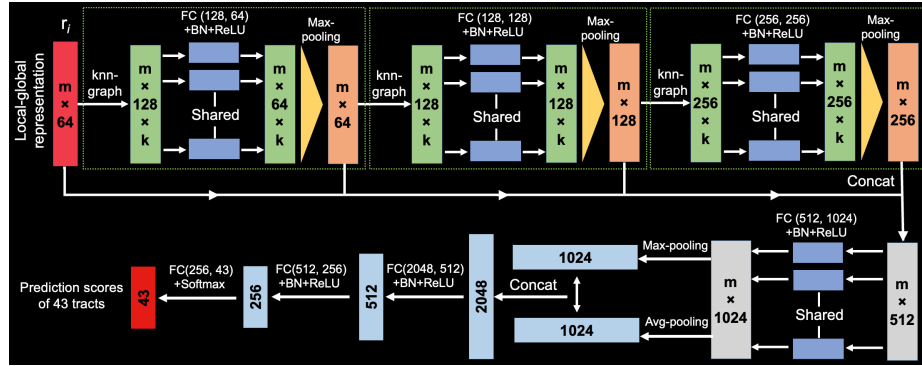 r_i
Local-global
representation
m
×
64
knn-
graph
m
×
128
×
k
FC (128, 64)
+BN+ReLU
Shared
m
×
64
×
k
Max-
pooling
m
×
64
knn-
graph
m
×
128
×
k
FC (128, 128)
+BN+ReLU
Shared
m
×
128
×
k
Max-
pooling
m
×
128
knn-
graph
m
×
256
×
k
FC (256, 256)
+BN+ReLU
Shared
m
×
256
×
k
Max-
pooling
m
×
256
Concat
m
×
512
FC (512, 1024)
+BN+ReLU
Shared
m
×
1024
Max-pooling
1024
Avg-pooling
1024
Concat
2048
FC(2048, 512)
+BN+ReLU
512
FC(512, 256)
+BN+ReLU
256
FC(256, 43)
+Softmax
43
Prediction scores
of 43 tracts